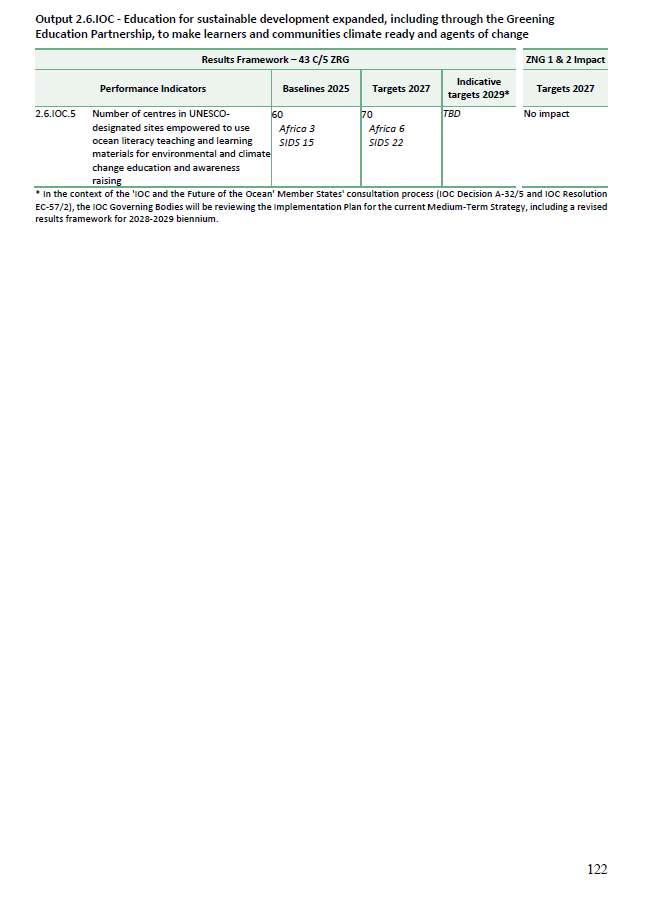 Output 2.6.IOC - Education for sustainable development expanded, including through the Greening
Education Partnership, to make learners and communities climate ready and agents of change
Results Framework – 43 C/5 ZRG
ZNG 1 & 2 Impact
Performance Indicators
Baselines 2025
Targets 2027
Indicative
targets 2029*
Targets 2027
2.6.IOC.5
Number of centres in UNESCO-
designated sites empowered to use
ocean literacy teaching and learning
materials for environmental and climate
change education and awareness
raising
60
Africa 3
SIDS 15
70
Africa 6
SIDS 22
TBD
No impact
* In the context of the 'IOC and the Future of the Ocean' Member States' consultation process (IOC Decision A-32/5 and IOC Resolution
EC-57/2), the IOC Governing Bodies will be reviewing the Implementation Plan for the current Medium-Term Strategy, including a revised
results framework for 2028-2029 biennium.
122